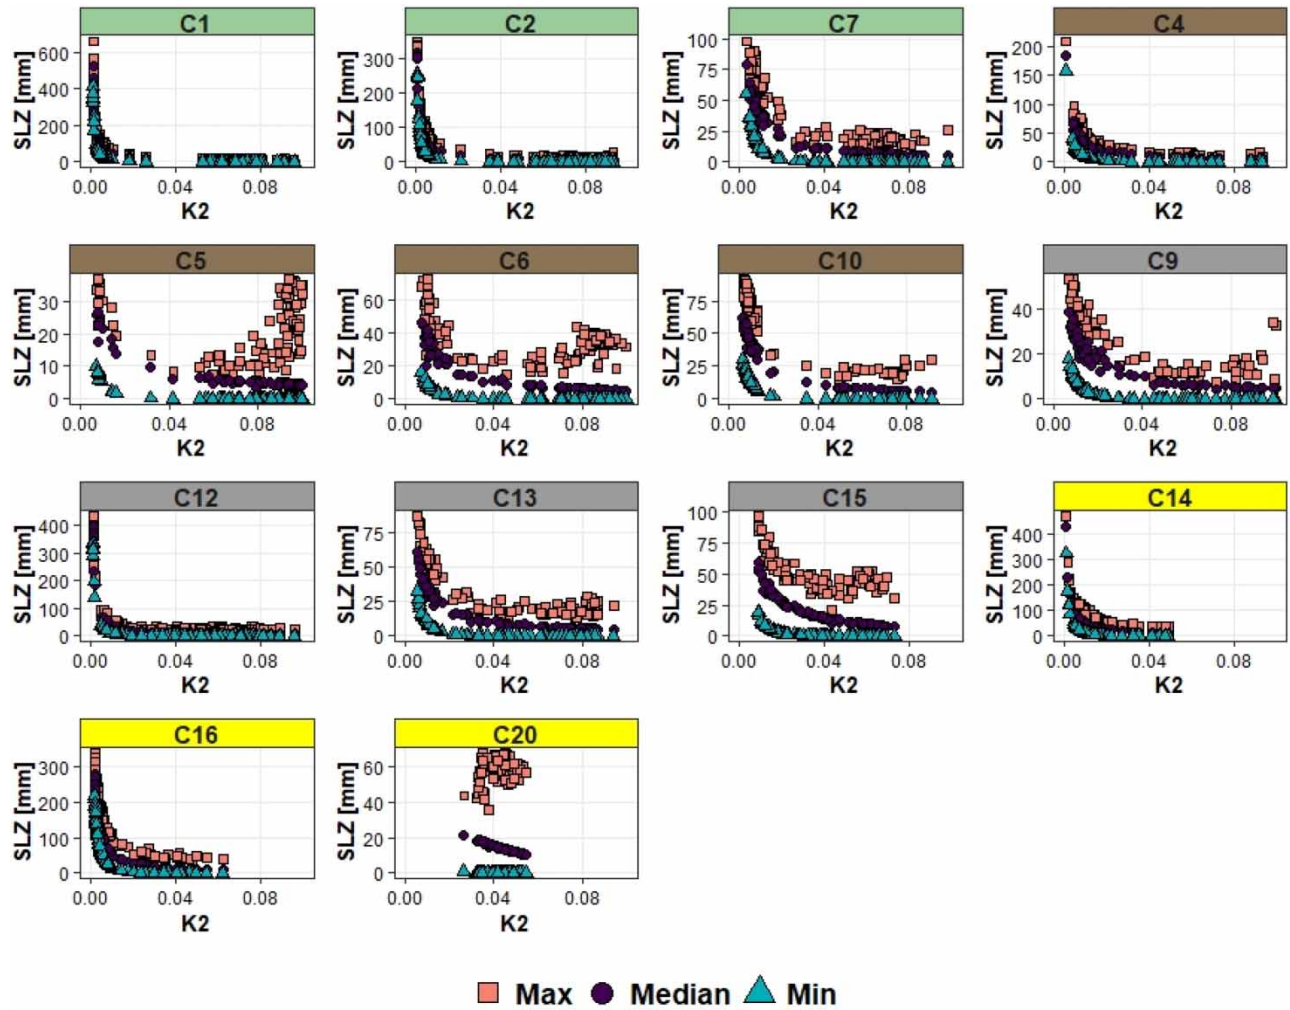 C1 C2 C7 C4
SLZ [mm] 600 400 200 0 SLZ [mm] 300 200 100 0 SLZ [mm] 100 75 50 25 0 SLZ [mm] 200 150 100 50 0
0.00 0.04 0.08 0.00 0.04 0.08 0.00 0.04 0.08 0.00 0.04 0.08
K2 K2 K2 K2
C5 C6 C10 C9
SLZ [mm] 30 20 10 0 SLZ [mm] 60 40 20 0 SLZ [mm] 75 50 25 0 SLZ [mm] 40 20 0
0.00 0.04 0.08 0.00 0.04 0.08 0.00 0.04 0.08 0.00 0.04 0.08
K2 K2 K2 K2
C12 C13 C15 C14
SLZ [mm] 400 300 200 100 0 SLZ [mm] 75 50 25 0 SLZ [mm] 100 75 50 25 0 SLZ [mm] 400 300 200 100 0
0.00 0.04 0.08 0.00 0.04 0.08 0.00 0.04 0.08 0.00 0.04 0.08
K2 K2 K2 K2
C16 C20
SLZ [mm] 300 200 100 0 SLZ [mm] 60 40 20 0
0.00 0.04 0.08 0.00 0.04 0.08
K2 K2
Max Median Min